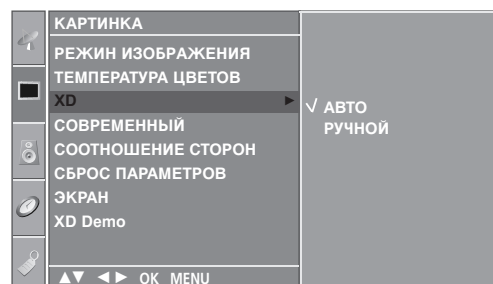 КАРТИНКА
РЕЖИН ИЗОБРАЖЕНИЯ
ТЕМПЕРАТУРА ЦВЕТОВ
XD ►
СОВРЕМЕННЫЙ
СООТНОШЕНИЕ СТОРОН
СБРОС ПАРАМЕТРОВ
ЭКРАН
XD Demo
√ АВТО
РУЧНОЙ
▲▼ ◄► OK MENU